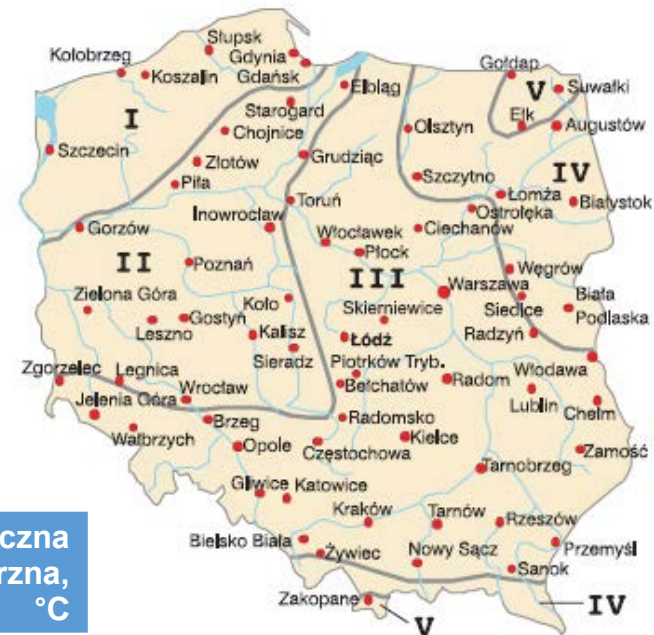 Słupsk
Kołobrzeg
Gdynia
Koszalin
Gdańsk
Gołdap
V
Suwałki
Elbląg
I
Starogard
Ełk
Chojnice
Olsztyn
Augustów
Szczecin
Złotów
Grudziąc
IV
Piła
Szczytno
Toruń
Łomża
Białystok
Inowrocław
Ostrołęka
Gorzów
Włocławek
Ciechanów
II
Płock
Poznań
III
Węgrów
Warszawa
Zielona Góra
Koło
Skierniewice
Siedlce
Biała
Podlaska
Leszno
Gostyń
Kalisz
Łódź
Radzyń
Sieradz
Piotrków Tryb.
Zgorzelec
Legnica
Włodawa
Wrocław
Bełchatów
Radom
Jelenia Góra
Lublin
Chełm
Brzeg
Radomsko
Wałbrzych
Opole
Kielce
Częstochowa
Zamość
Tarnobrzeg
Gliwice
Katowice
Kraków
Tarnów
Rzeszów
Bielsko Biała
Przemyśl
Żywiec
Nowy Sącz
Sanok
Zakopane
IV
V
czna
rzna,
°C